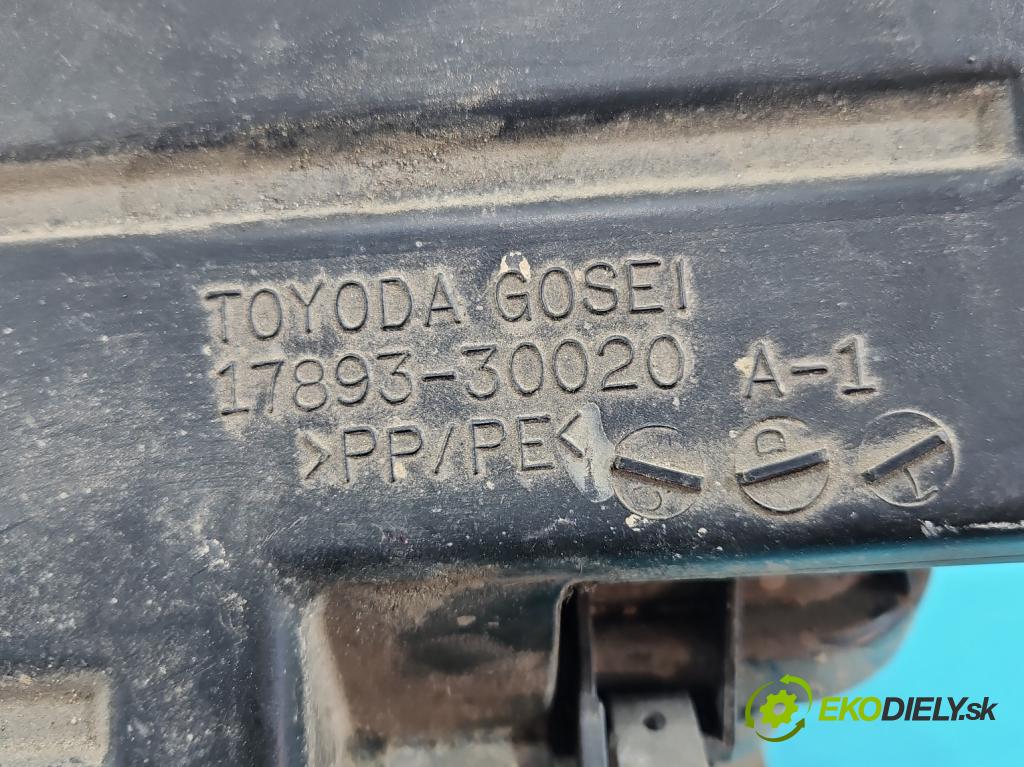 TOYODA GOSEI
17893-30020 A-1
>PP/PE<
EKODIELY.sk